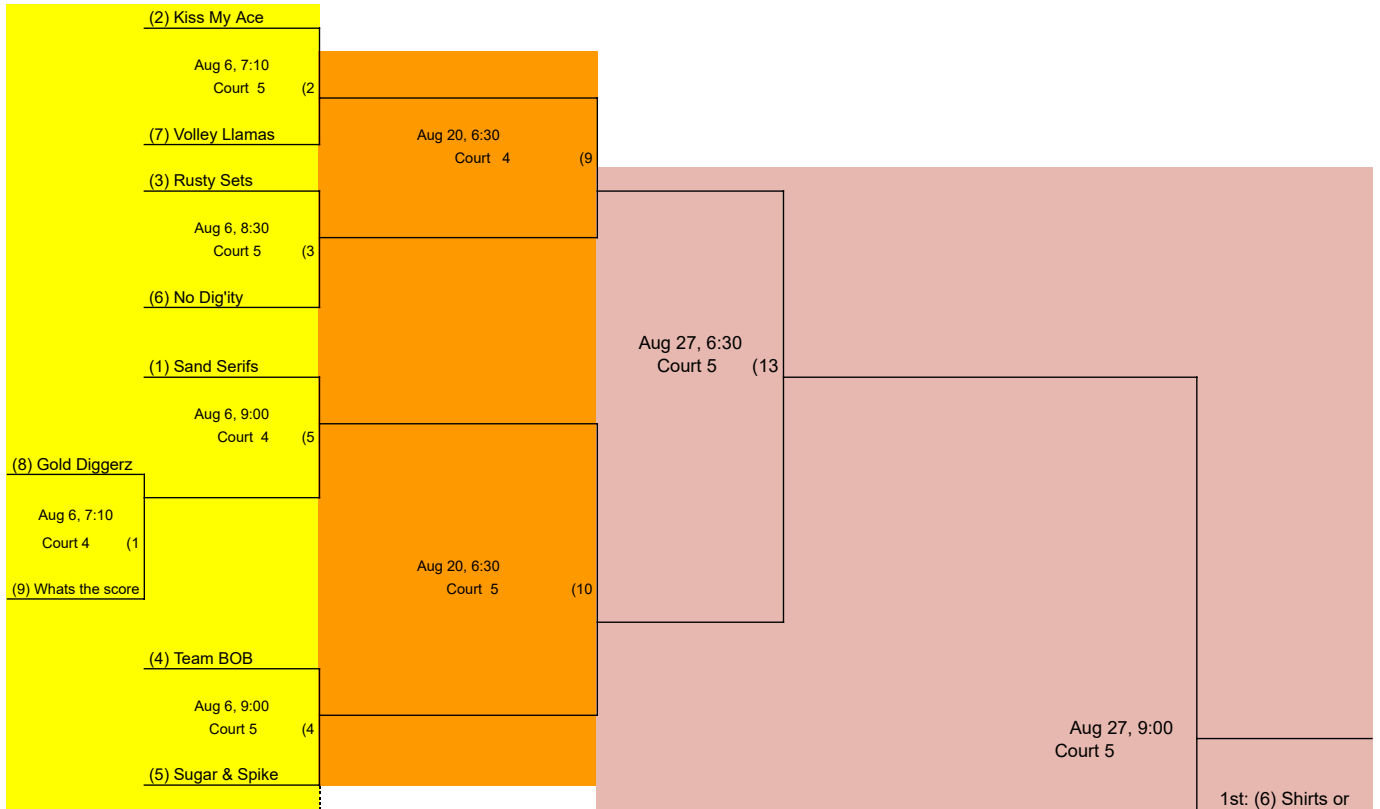 (2) Kiss My Ace
Aug 6, 7:10
Court 5 (2
(7) Volley Llamas
Aug 20, 6:30
Court 4 (9
(3) Rusty Sets
Aug 6, 8:30
Court 5 (3
(6) No Dig'ity
Aug 27, 6:30
Court 5 (13
(1) Sand Serifs
Aug 6, 9:00
Court 4 (5
(8) Gold Diggerz
Aug 6, 7:10
Court 4 (1
(9) Whats the score
Aug 20, 6:30
Court 5 (10
(4) Team BOB
Aug 6, 9:00
Court 5 (4
(5) Sugar & Spike
Aug 27, 9:00
Court 5
1st: (6) Shirts or